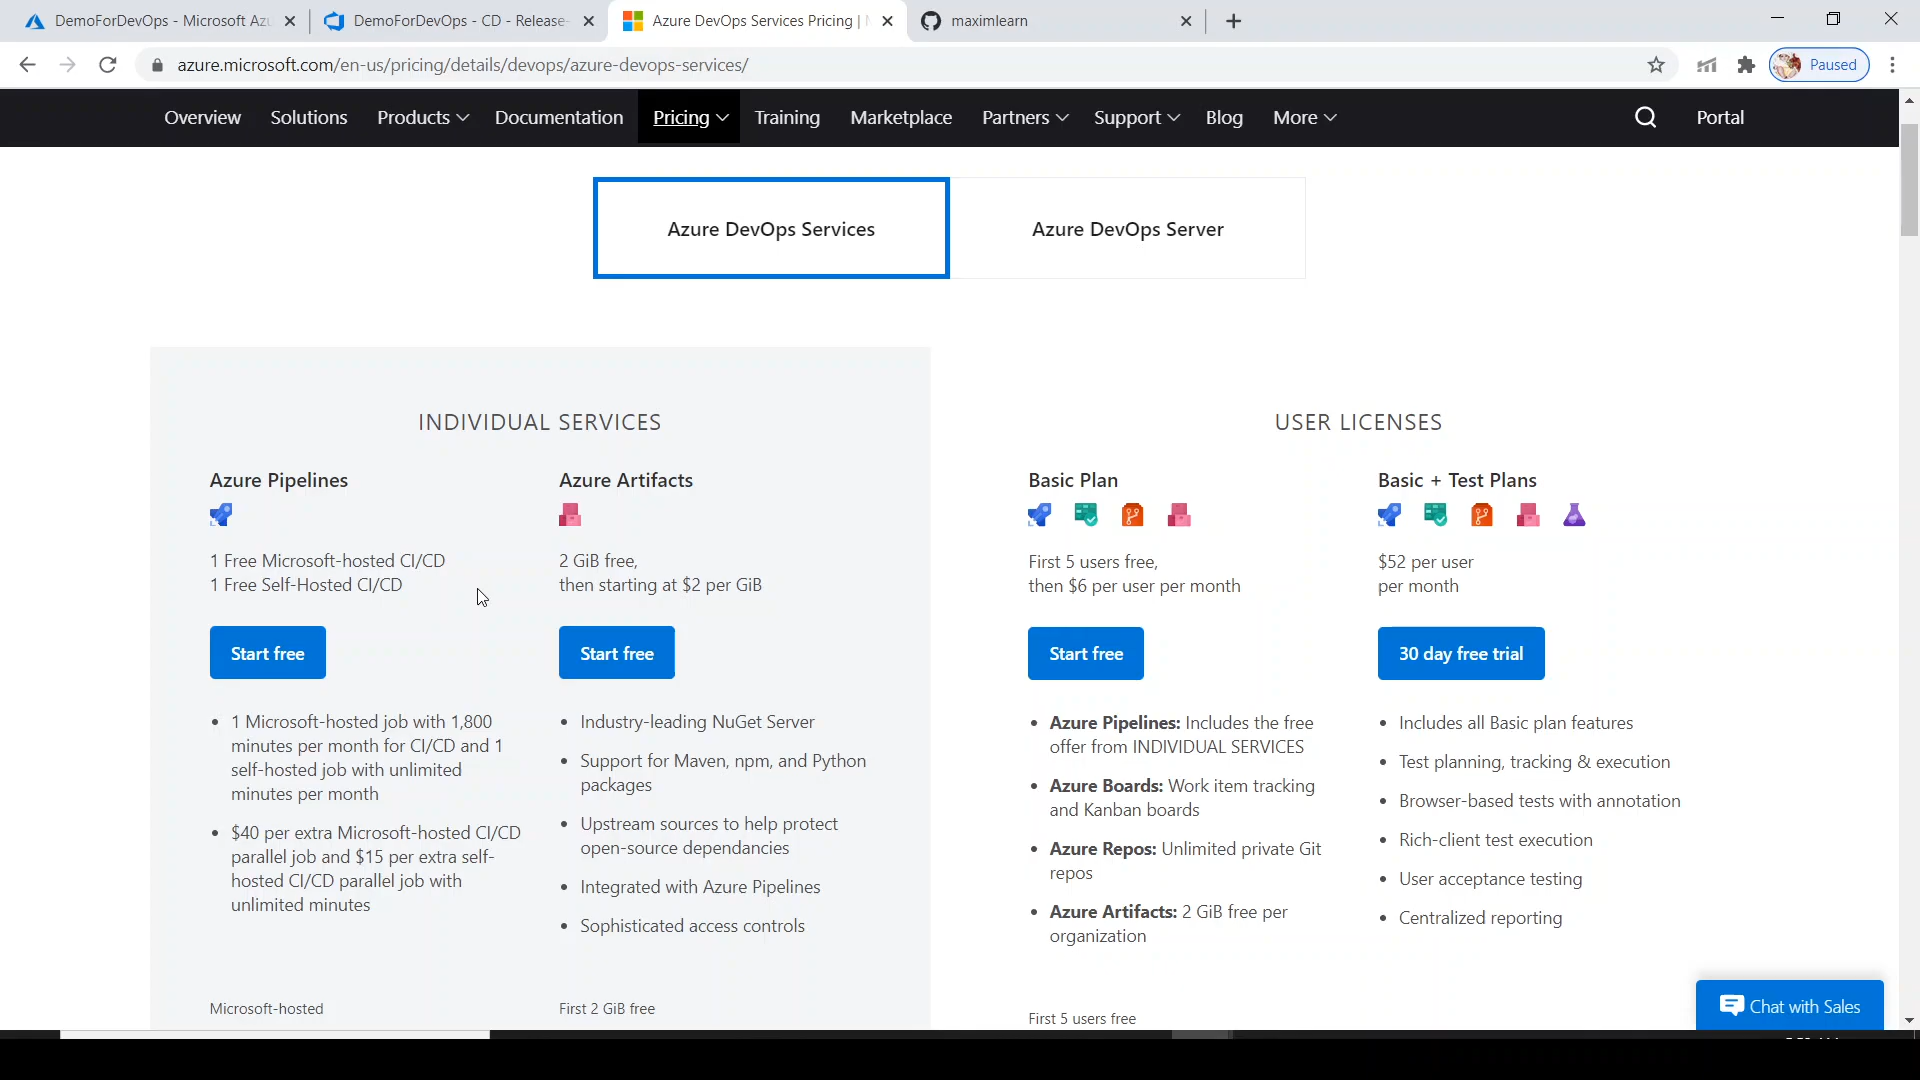 DemoForDevOps - Microsoft Az
DemoForDevOps - CD - Release-
Azure DevOps Services Pricing |
maximlearn
azure.microsoft.com/en-us/pricing/details/devops/azure-devops-services/
Paused
Overview
Solutions
Products
Documentation
Pricing
Training
Marketplace
Partners
Support
Blog
More
Portal
Azure DevOps Services
Azure DevOps Server
INDIVIDUAL SERVICES
Azure Pipelines
1 Free Microsoft-hosted CI/CD
1 Free Self-Hosted CI/CD
Start free
• 1 Microsoft-hosted job with 1,800
minutes per month for CI/CD and 1
self-hosted job with unlimited
minutes per month
• $40 per extra Microsoft-hosted CI/CD
parallel job and $15 per extra self-
hosted CI/CD parallel job with
unlimited minutes
Microsoft-hosted
Azure Artifacts
2 GiB free,
then starting at $2 per GiB
Start free
• Industry-leading NuGet Server
• Support for Maven, npm, and Python
packages
• Upstream sources to help protect
open-source dependancies
• Integrated with Azure Pipelines
• Sophisticated access controls
First 2 GiB free
USER LICENSES
Basic Plan
First 5 users free,
then $6 per user per month
Start free
• Azure Pipelines: Includes the free
offer from INDIVIDUAL SERVICES
• Azure Boards: Work item tracking
and Kanban boards
• Azure Repos: Unlimited private Git
repos
• Azure Artifacts: 2 GiB free per
organization
First 5 users free
Basic + Test Plans
$52 per user
per month
30 day free trial
• Includes all Basic plan features
• Test planning, tracking & execution
• Browser-based tests with annotation
• Rich-client test execution
• User acceptance testing
• Centralized reporting
Chat with Sales